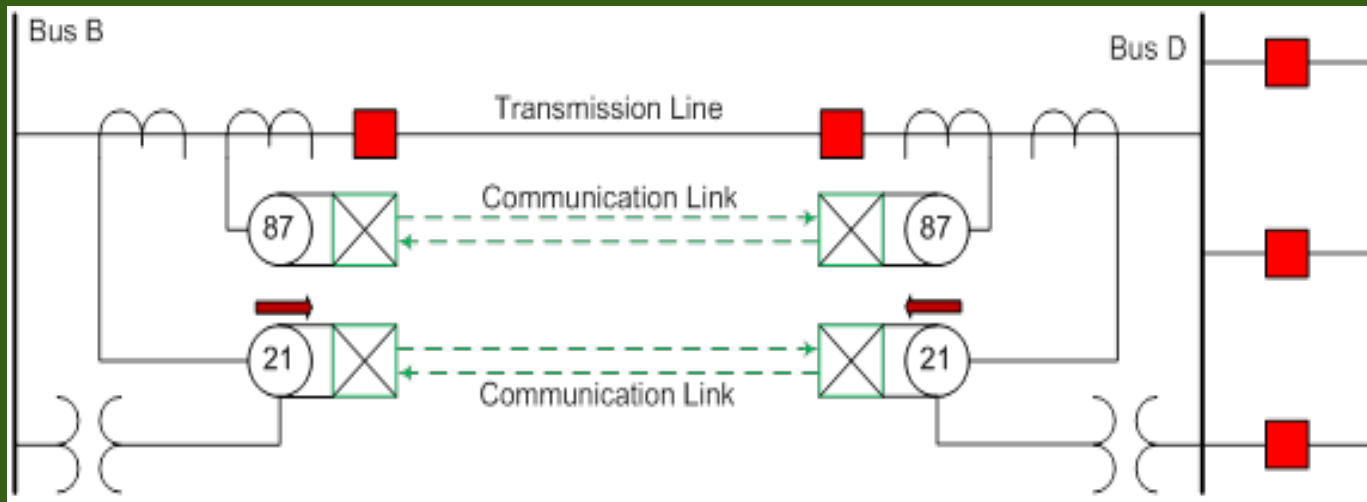 Bus B
Bus D
Transmission Line
Communication Link
87
87
21
21
Communication Link